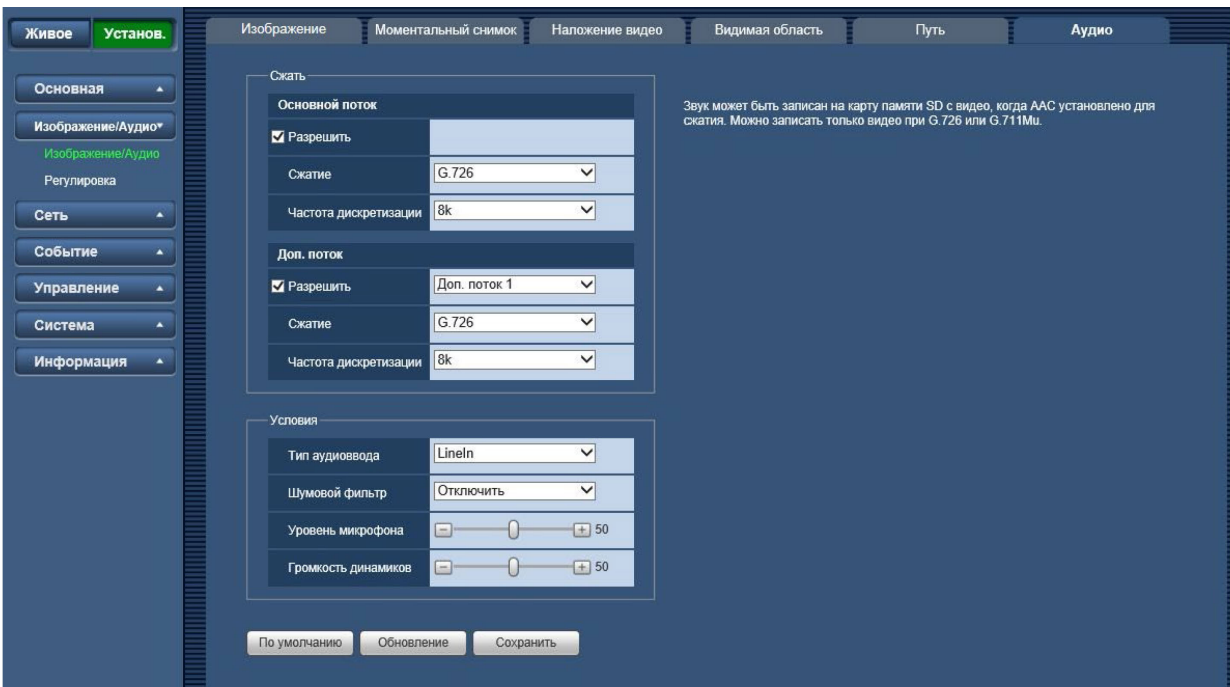 Живое Установ.
Изображение Моментальный снимок Наложение видео Видимая область Путь Аудио
Основная
Изображение/Аудио
Изображение/Аудио
Регулировка
Сеть
Событие
Управление
Система
Информация
Сжать
Основной поток
Разрешить
Сжатие G.726
Частота дискретизации 8k
Доп. поток
Разрешить Доп. поток 1
Сжатие G.726
Частота дискретизации 8k
Условия
Тип аудиоввода LineIn
Шумовой фильтр Отключить
Уровень микрофона 50
Громкость динамиков 50
По умолчанию Обновление Сохранить
Звук может быть записан на карту памяти SD с видео, когда AAC установлено для
сжатия. Можно записать только видео при G.726 или G.711Mu.